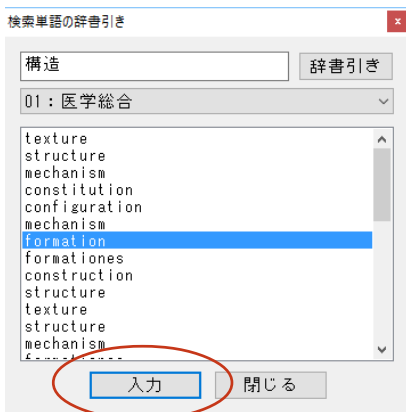 検索単語の辞書引き
構造
辞書引き
01：医学総合
texture
structure
mechanism
constitution
configuration
mechanism
formation
formationes
construction
structure
texture
structure
mechanism
入力
閉じる